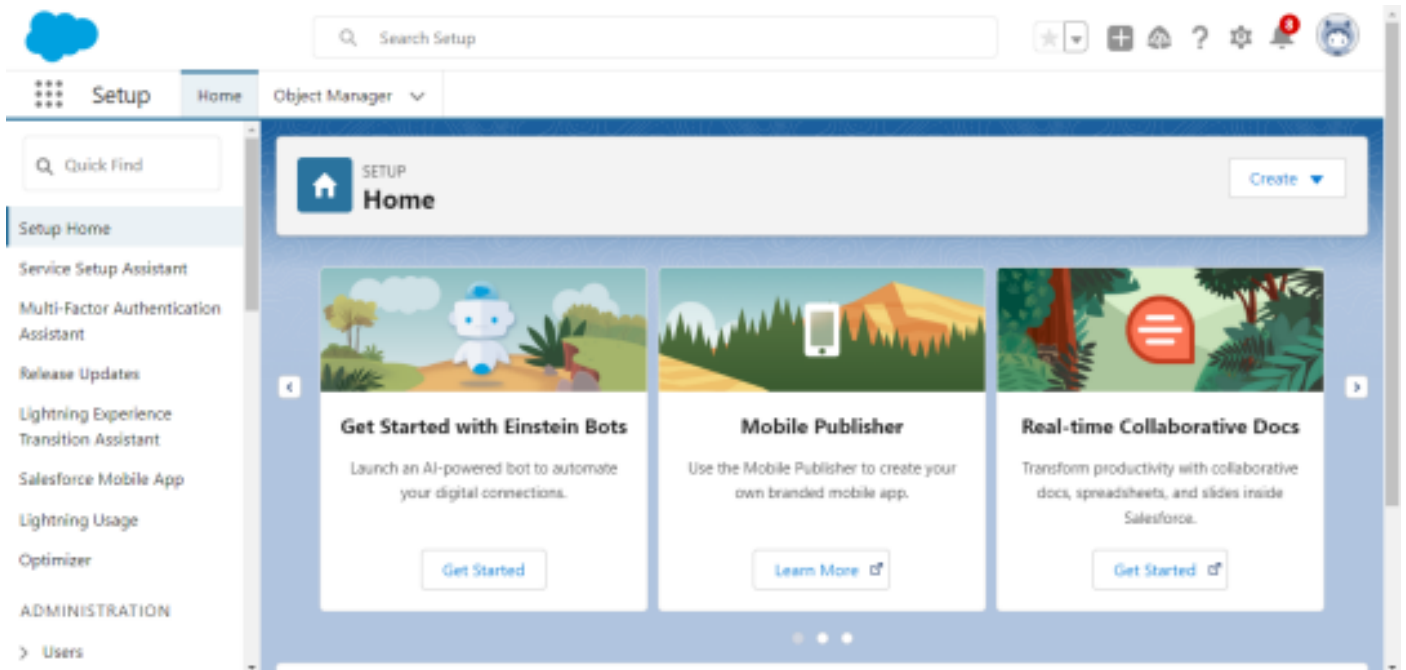 Search Setup
8
Setup
Home
Object Manager
Quick Find
Setup Home
Service Setup Assistant
Multi-Factor Authentication
Assistant
Release Updates
Lightning Experience
Transition Assistant
Salesforce Mobile App
Lightning Usage
Optimizer
ADMINISTRATION
Users
SETUP
Home
Create
Get Started with Einstein Bots
Launch an AI-powered bot to automate
your digital connections.
Get Started
Mobile Publisher
Use the Mobile Publisher to create your
own branded mobile app.
Learn More
Real-time Collaborative Docs
Transform productivity with collaborative
docs, spreadsheets, and slides inside
Salesforce.
Get Started